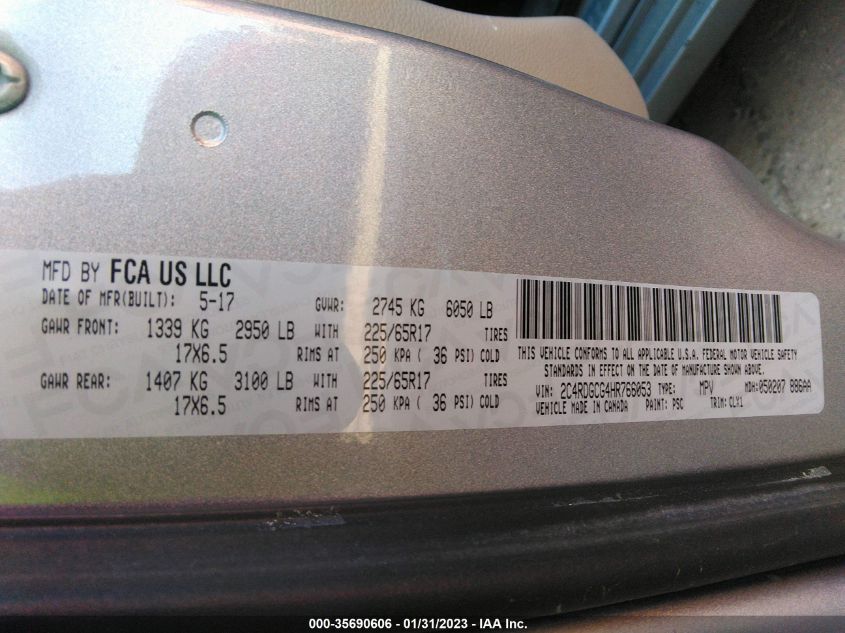 MFD BY FCA US LLC
DATE OF MFR(BUILT): 5-17 GVWR: 2745 KG 6050 LB
GAWR FRONT: 1339 KG 2950 LB WITH 225/65R17 TIRES
17X6.5 RIMS AT 250 KPA ( 36 PSI) COLD
GAWR REAR: 1407 KG 3100 LB WITH 225/65R17 TIRES
17X6.5 RIMS AT 250 KPA ( 36 PSI) COLD
THIS VEHICLE CONFORMS TO ALL APPLICABLE U.S.A. FEDERAL MOTOR VEHICLE SAFETY
STANDARDS IN EFFECT ON THE DATE OF MANUFACTURE SHOWN ABOVE.
VIN: 2C4RDGCG4HR766053 TYPE: MPV MDH:050207 886AA
VEHICLE MADE IN CANADA PAINT: PSC TRIM: CLX1
000-35690606 - 01/31/2023 - IAA Inc.